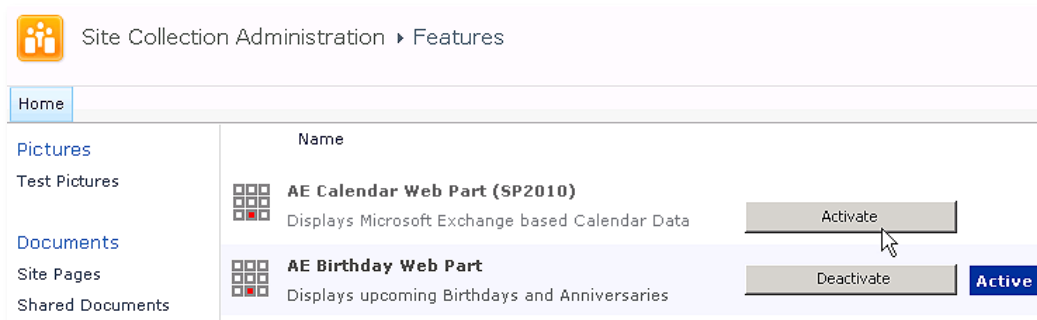 Site Collection Administration ▸ Features
Home
Pictures
Test Pictures
Documents
Site Pages
Shared Documents
Name
AE Calendar Web Part (SP2010)
Displays Microsoft Exchange based Calendar Data
Activate
AE Birthday Web Part
Displays upcoming Birthdays and Anniversaries
Deactivate
Active